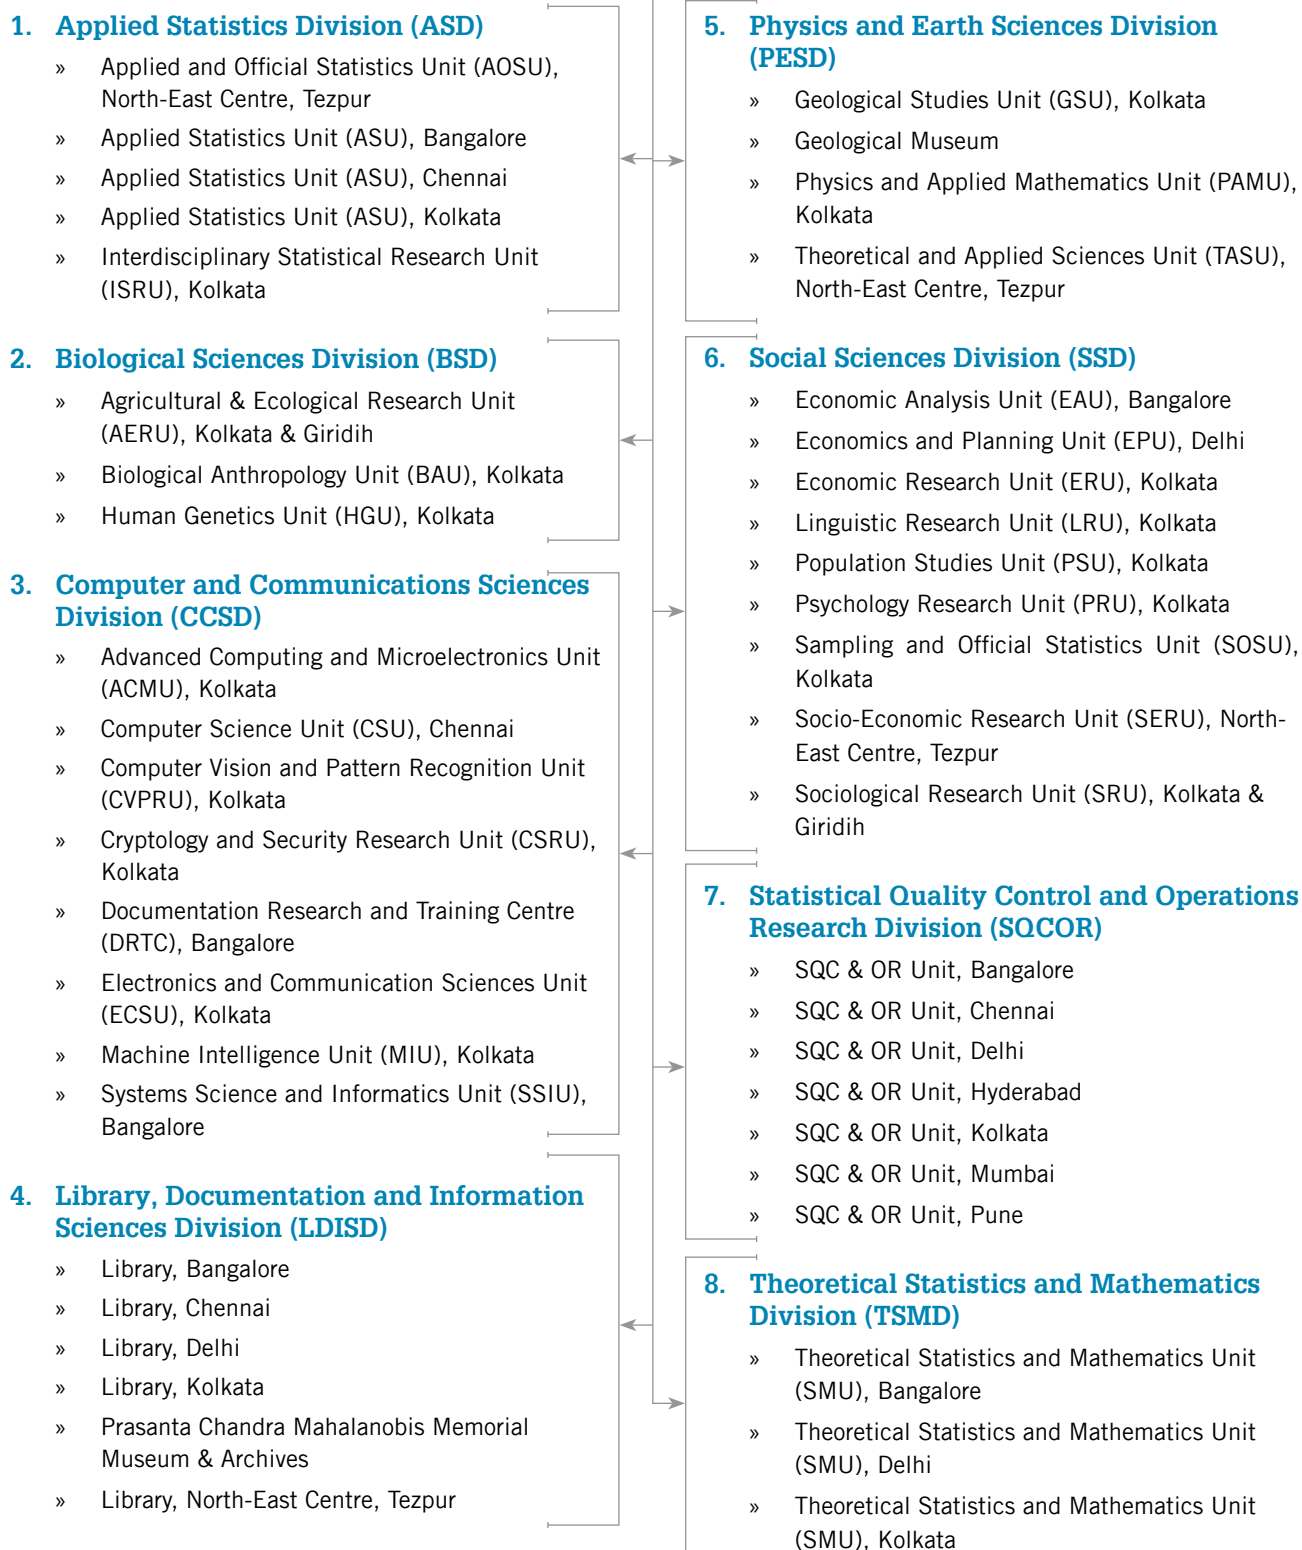 1. Applied Statistics Division (ASD)
» Applied and Official Statistics Unit (AOSU),
North-East Centre, Tezpur
» Applied Statistics Unit (ASU), Bangalore
» Applied Statistics Unit (ASU), Chennai
» Applied Statistics Unit (ASU), Kolkata
» Interdisciplinary Statistical Research Unit
(ISRU), Kolkata
2. Biological Sciences Division (BSD)
» Agricultural & Ecological Research Unit
(AERU), Kolkata & Giridih
» Biological Anthropology Unit (BAU), Kolkata
» Human Genetics Unit (HGU), Kolkata
3. Computer and Communications Sciences
Division (CCSD)
» Advanced Computing and Microelectronics Unit
(ACMU), Kolkata
» Computer Science Unit (CSU), Chennai
» Computer Vision and Pattern Recognition Unit
(CVPRU), Kolkata
» Cryptology and Security Research Unit (CSRU),
Kolkata
» Documentation Research and Training Centre
(DRTC), Bangalore
» Electronics and Communication Sciences Unit
(ECSU), Kolkata
» Machine Intelligence Unit (MIU), Kolkata
» Systems Science and Informatics Unit (SSIU),
Bangalore
4. Library, Documentation and Information
Sciences Division (LDISD)
» Library, Bangalore
» Library, Chennai
» Library, Delhi
» Library, Kolkata
» Prasanta Chandra Mahalanobis Memorial
Museum & Archives
» Library, North-East Centre, Tezpur
5. Physics and Earth Sciences Division
(PESD)
» Geological Studies Unit (GSU), Kolkata
» Geological Museum
» Physics and Applied Mathematics Unit (PAMU),
Kolkata
» Theoretical and Applied Sciences Unit (TASU),
North-East Centre, Tezpur
6. Social Sciences Division (SSD)
» Economic Analysis Unit (EAU), Bangalore
» Economics and Planning Unit (EPU), Delhi
» Economic Research Unit (ERU), Kolkata
» Linguistic Research Unit (LRU), Kolkata
» Population Studies Unit (PSU), Kolkata
» Psychology Research Unit (PRU), Kolkata
» Sampling and Official Statistics Unit (SOSU),
Kolkata
» Socio-Economic Research Unit (SERU), North-
East Centre, Tezpur
» Sociological Research Unit (SRU), Kolkata &
Giridih
7. Statistical Quality Control and Operations
Research Division (SQCOR)
» SQC & OR Unit, Bangalore
» SQC & OR Unit, Chennai
» SQC & OR Unit, Delhi
» SQC & OR Unit, Hyderabad
» SQC & OR Unit, Kolkata
» SQC & OR Unit, Mumbai
» SQC & OR Unit, Pune
8. Theoretical Statistics and Mathematics
Division (TSMD)
» Theoretical Statistics and Mathematics Unit
(SMU), Bangalore
» Theoretical Statistics and Mathematics Unit
(SMU), Delhi
» Theoretical Statistics and Mathematics Unit
(SMU), Kolkata